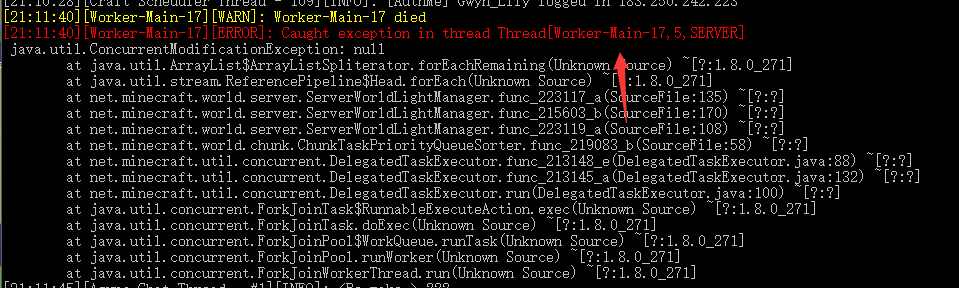 [21:10:28][Craft Scheduler Thread - 109][INFO]: [AuthMe] Gwyn_Lily logged in 183.250.242.223
[21:11:40][Worker-Main-17][WARN]: Worker-Main-17 died
[21:11:40][Worker-Main-17][ERROR]: Caught exception in thread Thread[Worker-Main-17,5,SERVER]
java.util.ConcurrentModificationException: null
at java.util.ArrayList$ArrayListSpliterator.forEachRemaining(Unknown Source) ~[?:1.8.0_271]
at java.util.stream.ReferencePipeline$Head.forEach(Unknown Source) ~[?:1.8.0_271]
at net.minecraft.world.server.ServerWorldLightManager.func_223117_a(SourceFile:135) ~[?:?]
at net.minecraft.world.server.ServerWorldLightManager.func_215603_b(SourceFile:170) ~[?:?]
at net.minecraft.world.server.ServerWorldLightManager.func_223119_a(SourceFile:108) ~[?:?]
at net.minecraft.world.chunk.ChunkTaskPriorityQueueSorter.func_219083_b(SourceFile:58) ~[?:?]
at net.minecraft.util.concurrent.DelegatedTaskExecutor.func_213148_e(DelegatedTaskExecutor.java:88) ~[?:?]
at net.minecraft.util.concurrent.DelegatedTaskExecutor.func_213145_a(DelegatedTaskExecutor.java:132) ~[?:?]
at net.minecraft.util.concurrent.DelegatedTaskExecutor.run(DelegatedTaskExecutor.java:100) ~[?:?]
at java.util.concurrent.ForkJoinTask$RunnableExecuteAction.exec(Unknown Source) ~[?:1.8.0_271]
at java.util.concurrent.ForkJoinTask.doExec(Unknown Source) ~[?:1.8.0_271]
at java.util.concurrent.ForkJoinPool$WorkQueue.runTask(Unknown Source) ~[?:1.8.0_271]
at java.util.concurrent.ForkJoinPool.runWorker(Unknown Source) ~[?:1.8.0_271]
at java.util.concurrent.ForkJoinWorkerThread.run(Unknown Source) ~[?:1.8.0_271]
[21:11:45][Async Chat Thread - #1][INFO]: